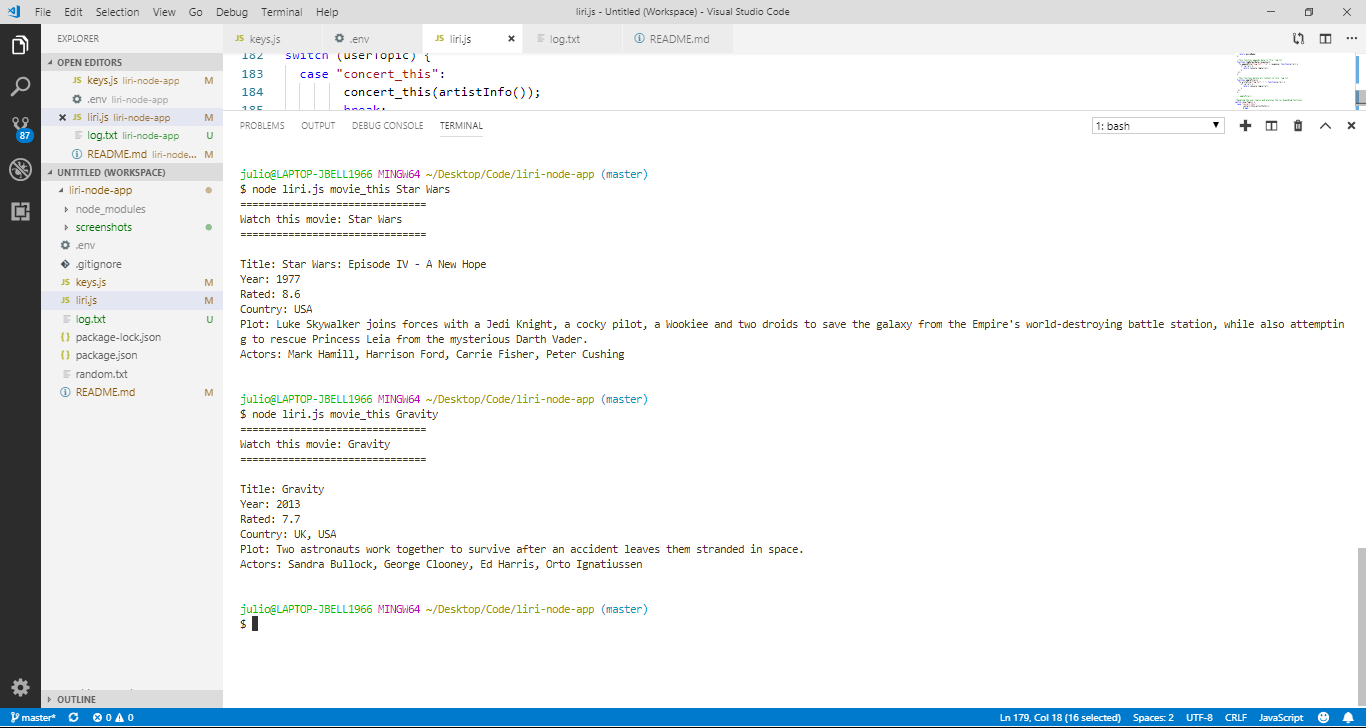 File Edit Selection View Go Debug Terminal Help
liri.js - Untitled (Workspace) - Visual Studio Code
EXPLORER
OPEN EDITORS
JS keys.js liri-node-app M
.env liri-node-app
JS liri.js liri-node-app M
log.txt liri-node-app U
README.md liri-node... M
87
UNTITLED (WORKSPACE)
liri-node-app
node_modules
screenshots
.env
.gitignore
JS keys.js M
JS liri.js M
log.txt U
{} package-lock.json
{} package.json
random.txt
README.md M
OUTLINE
JS keys.js
.env
JS liri.js
log.txt
README.md
182 switch (userTopic) {
183 case "concert_this":
184 concert_this(artistInfo());
185 break;
PROBLEMS OUTPUT DEBUG CONSOLE TERMINAL
1: bash
julio@LAPTOP-JBELL1966 MINGW64 ~/Desktop/Code/liri-node-app (master)
$ node liri.js movie_this Star Wars
===============================
Watch this movie: Star Wars
===============================
Title: Star Wars: Episode IV - A New Hope
Year: 1977
Rated: 8.6
Country: USA
Plot: Luke Skywalker joins forces with a Jedi Knight, a cocky pilot, a Wookiee and two droids to save the galaxy from the Empire's world-destroying battle station, while also attemptin
g to rescue Princess Leia from the mysterious Darth Vader.
Actors: Mark Hamill, Harrison Ford, Carrie Fisher, Peter Cushing
julio@LAPTOP-JBELL1966 MINGW64 ~/Desktop/Code/liri-node-app (master)
$ node liri.js movie_this Gravity
===============================
Watch this movie: Gravity
===============================
Title: Gravity
Year: 2013
Rated: 7.7
Country: UK, USA
Plot: Two astronauts work together to survive after an accident leaves them stranded in space.
Actors: Sandra Bullock, George Clooney, Ed Harris, Orto Ignatiussen
julio@LAPTOP-JBELL1966 MINGW64 ~/Desktop/Code/liri-node-app (master)
$
master* 0 0
Ln 179, Col 18 (16 selected) Spaces: 2 UTF-8 CRLF JavaScript